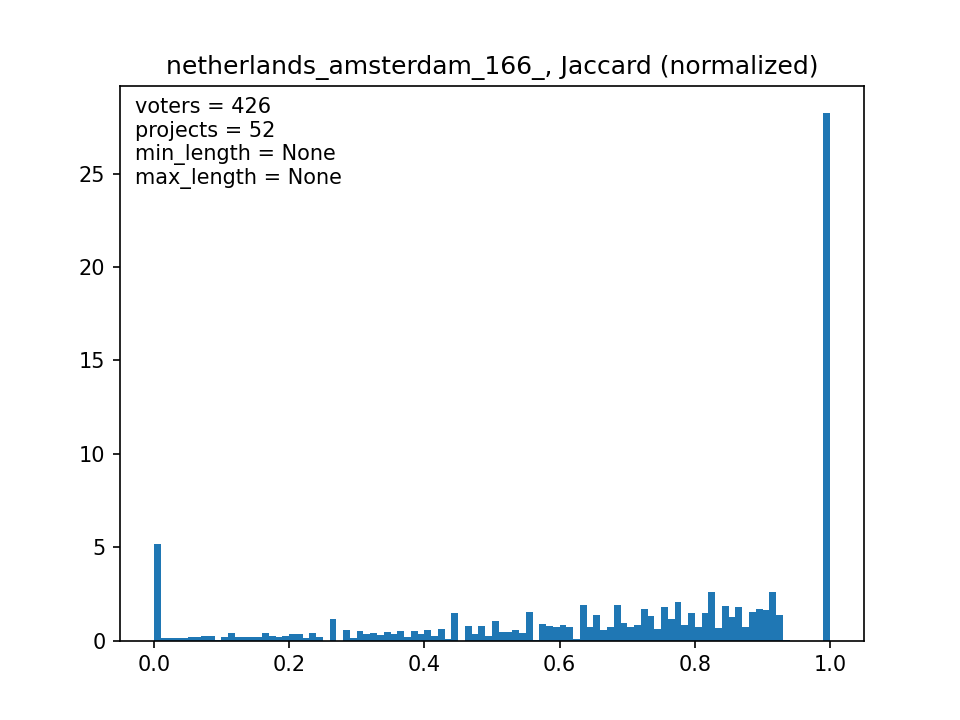 netherlands_amsterdam_166_, Jaccard (normalized)
voters = 426
projects = 52
min_length = None
max_length = None
25
20
15
10
5
0
0.0 0.2 0.4 0.6 0.8 1.0